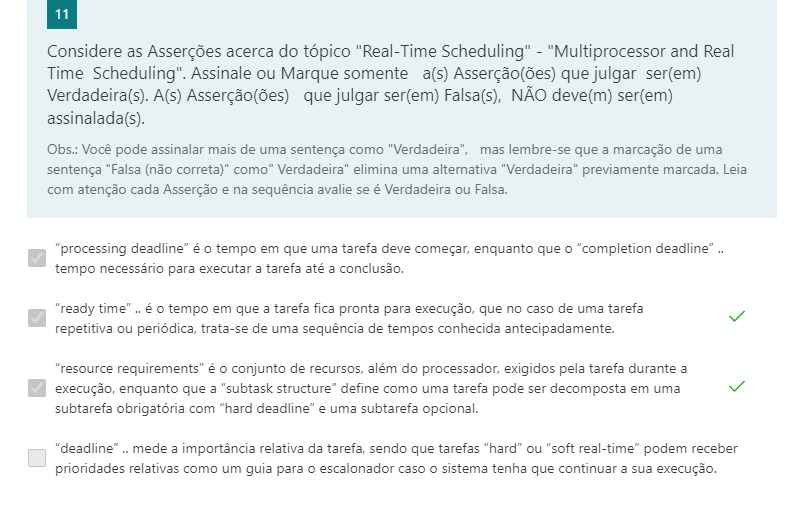 11
Considere as Asserções acerca do tópico "Real-Time Scheduling" - "Multiprocessor and Real
Time Scheduling". Assinale ou Marque somente a(s) Asserção(ões) que julgar ser(em)
Verdadeira(s). A(s) Asserção(ões) que julgar ser(em) Falsa(s), NÃO deve(m) ser(em)
assinalada(s).
Obs.: Você pode assinalar mais de uma sentença como "Verdadeira", mas lembre-se que a marcação de uma
sentença "Falsa (não correta)" como" Verdadeira" elimina uma alternativa "Verdadeira" previamente marcada. Leia
com atenção cada Asserção e na sequência avalie se é Verdadeira ou Falsa.
"processing deadline" é o tempo em que uma tarefa deve começar, enquanto que o "completion deadline" ..
tempo necessário para executar a tarefa até a conclusão.
"ready time" .. é o tempo em que a tarefa fica pronta para execução, que no caso de uma tarefa
repetitiva ou periódica, trata-se de uma sequência de tempos conhecida antecipadamente.
"resource requirements" é o conjunto de recursos, além do processador, exigidos pela tarefa durante a
execução, enquanto que a "subtask structure" define como uma tarefa pode ser decomposta em uma
subtarefa obrigatória com "hard deadline" e uma subtarefa opcional.
"deadline" .. mede a importância relativa da tarefa, sendo que tarefas "hard" ou "soft real-time" podem receber
prioridades relativas como um guia para o escalonador caso o sistema tenha que continuar a sua execução.